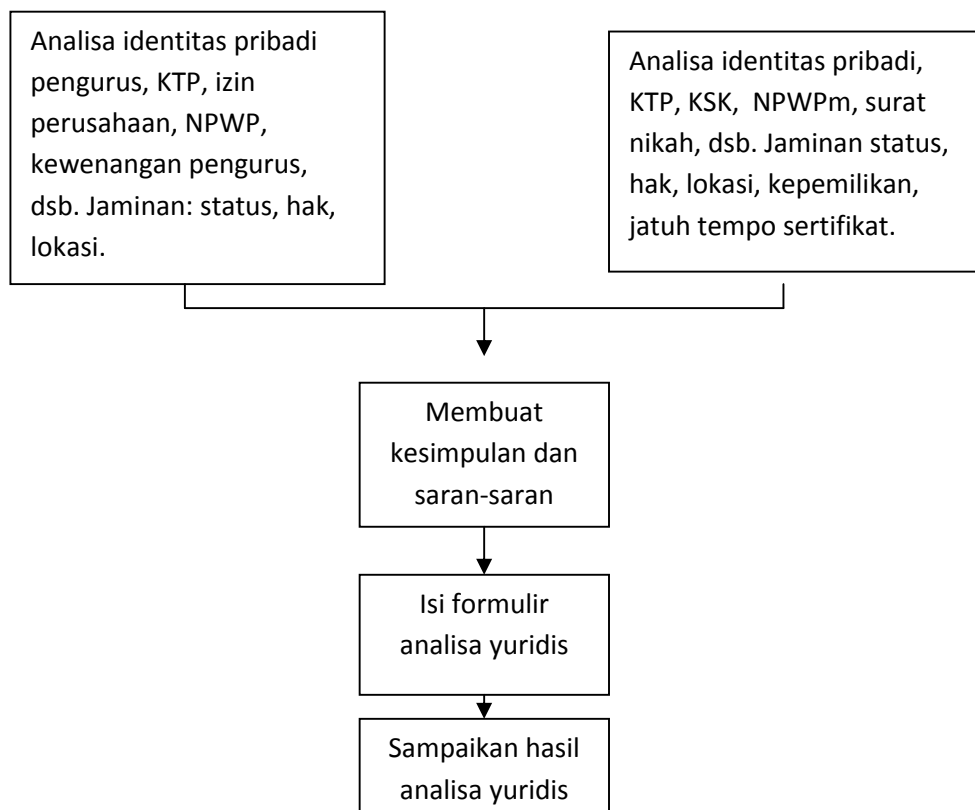 Analisa identitas pribadi
pengurus, KTP, izin
perusahaan, NPWP,
kewenangan pengurus,
dsb. Jaminan: status, hak,
lokasi.
Analisa identitas pribadi,
KTP, KSK, NPWPm, surat
nikah, dsb. Jaminan status,
hak, lokasi, kepemilikan,
jatuh tempo sertifikat.
Membuat
kesimpulan dan
saran-saran
Isi formulir
analisa yuridis
Sampaikan hasil
analisa yuridis